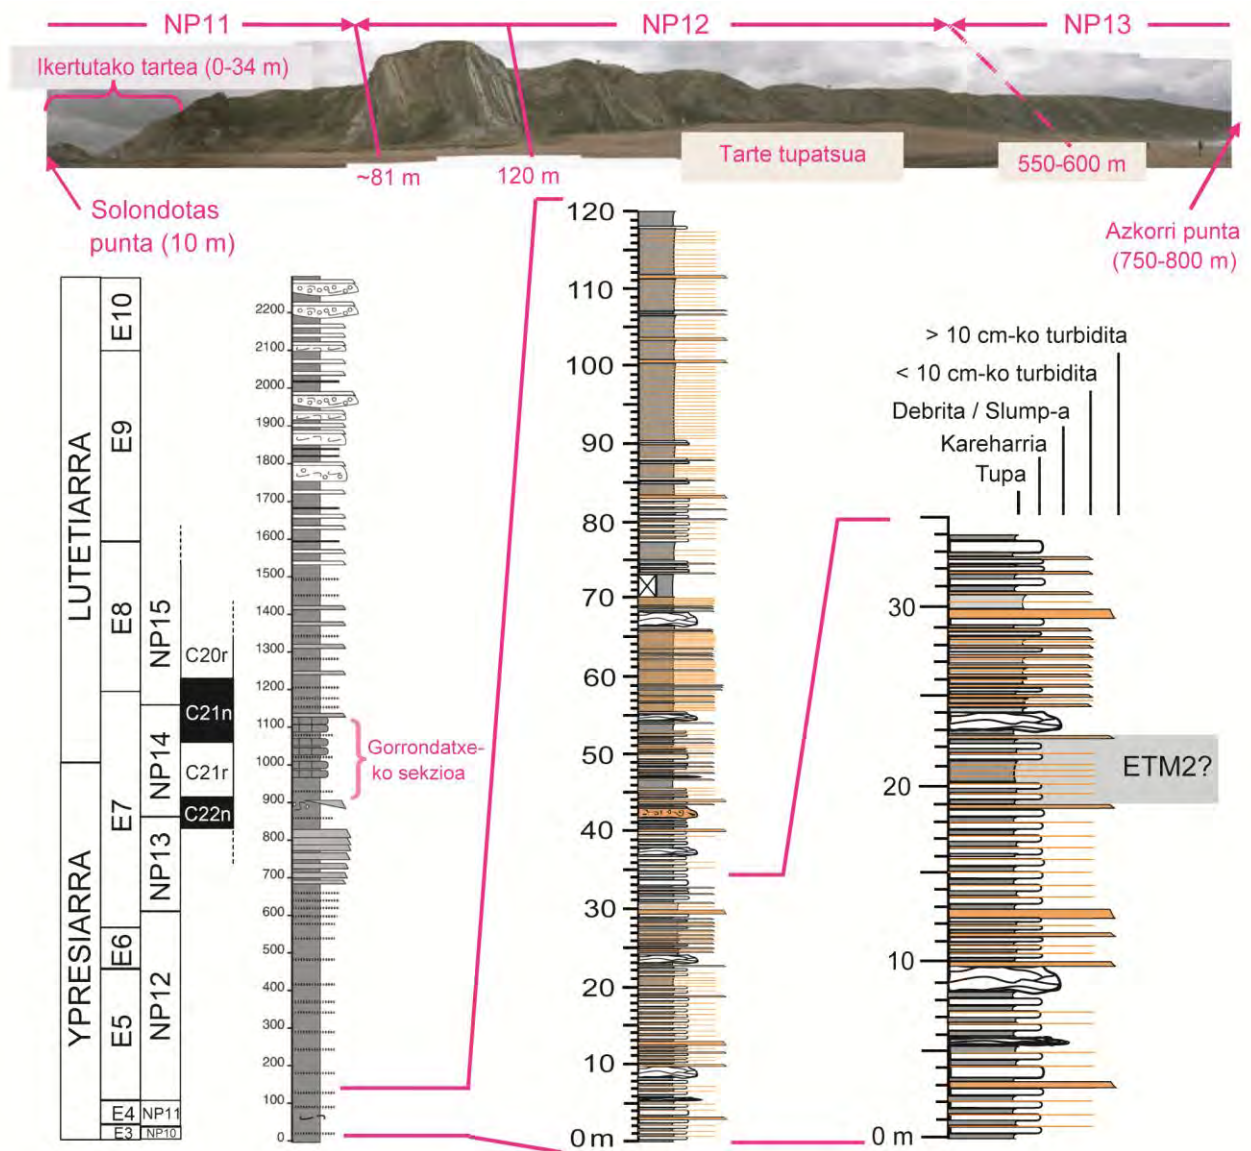 NP11
NP12
NP13
Ikertutako tartea (0-34 m)
Tarte tupatsua
~81 m
120 m
550-600 m
Solondotas
punta (10 m)
Azkorri punta
(750-800 m)
LUTETIARRA
YPRESIARRA
E10
E9
E8
E7
E6
E5
E4
E3
NP15
NP14
NP13
NP12
NP11
NP10
C20r
C21n
C21r
C22n
2200
2100
2000
1900
1800
1700
1600
1500
1400
1300
1200
1100
1000
900
800
700
600
500
400
300
200
100
0
Gorrondatxe-
ko sekzioa
120
110
100
90
80
70
60
50
40
30
20
10
0 m
> 10 cm-ko turbidita
< 10 cm-ko turbidita
Debrita / Slump-a
Kareharria
Tupa
30
20
10
0 m
ETM2?